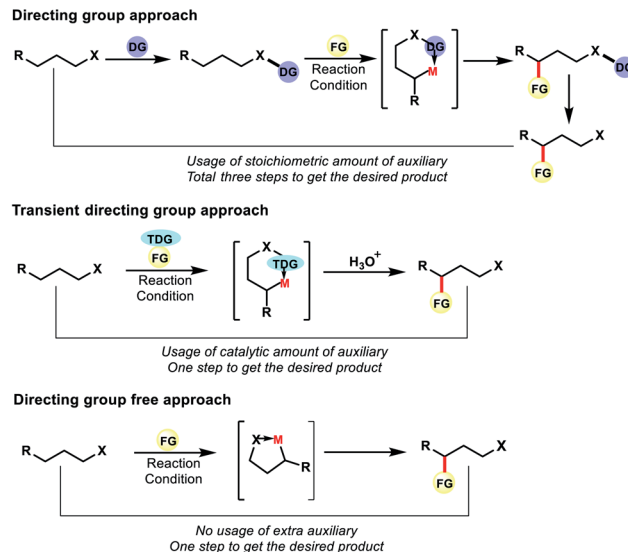 Directing group approach
R X DG X DG FG Reaction Condition X DG M R R X DG FG
R X FG
Usage of stoichiometric amount of auxiliary
Total three steps to get the desired product
Transient directing group approach
R X TDG FG Reaction Condition X TDG M R H3O+ R X FG
Usage of catalytic amount of auxiliary
One step to get the desired product
Directing group free approach
R X FG Reaction Condition X M R R X FG
No usage of extra auxiliary
One step to get the desired product